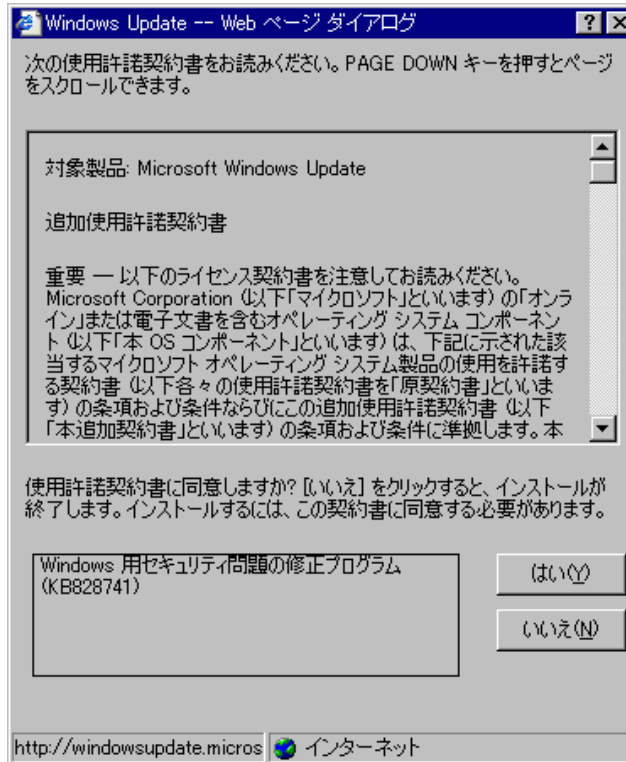 Windows Update -- Web ページ ダイアログ
次の使用許諾契約書をお読みください。PAGE DOWN キーを押すとページ
をスクロールできます。
対象製品: Microsoft Windows Update
追加使用許諾契約書
重要 ― 以下のライセンス契約書を注意してお読みください。
Microsoft Corporation (以下「マイクロソフト」といいます) の「オンラ
イン」または電子文書を含むオペレーティング システム コンポーネン
ト (以下「本 OS コンポーネント」といいます) は、下記に示された該
当するマイクロソフト オペレーティング システム製品の使用を許諾す
る契約書 (以下各々の使用許諾契約書を「原契約書」といいま
す) の条項および条件ならびにこの追加使用許諾契約書 (以下
「本追加契約書」といいます) の条項および条件に準拠します。本
使用許諾契約書に同意しますか? [いいえ] をクリックすると、インストールが
終了します。インストールするには、この契約書に同意する必要があります。
Windows 用セキュリティ問題の修正プログラム
(KB828741)
はい(Y)
いいえ(N)
http://windowsupdate.micros
インターネット